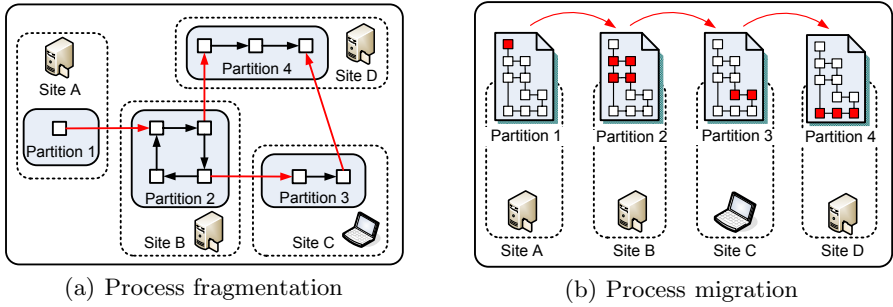 Site A
Partition 4
Site D
Partition 1
Partition 2
Partition 3
Site B
Site C
(a) Process fragmentation
Partition 1
Partition 2
Partition 3
Partition 4
Site A
Site B
Site C
Site D
(b) Process migration